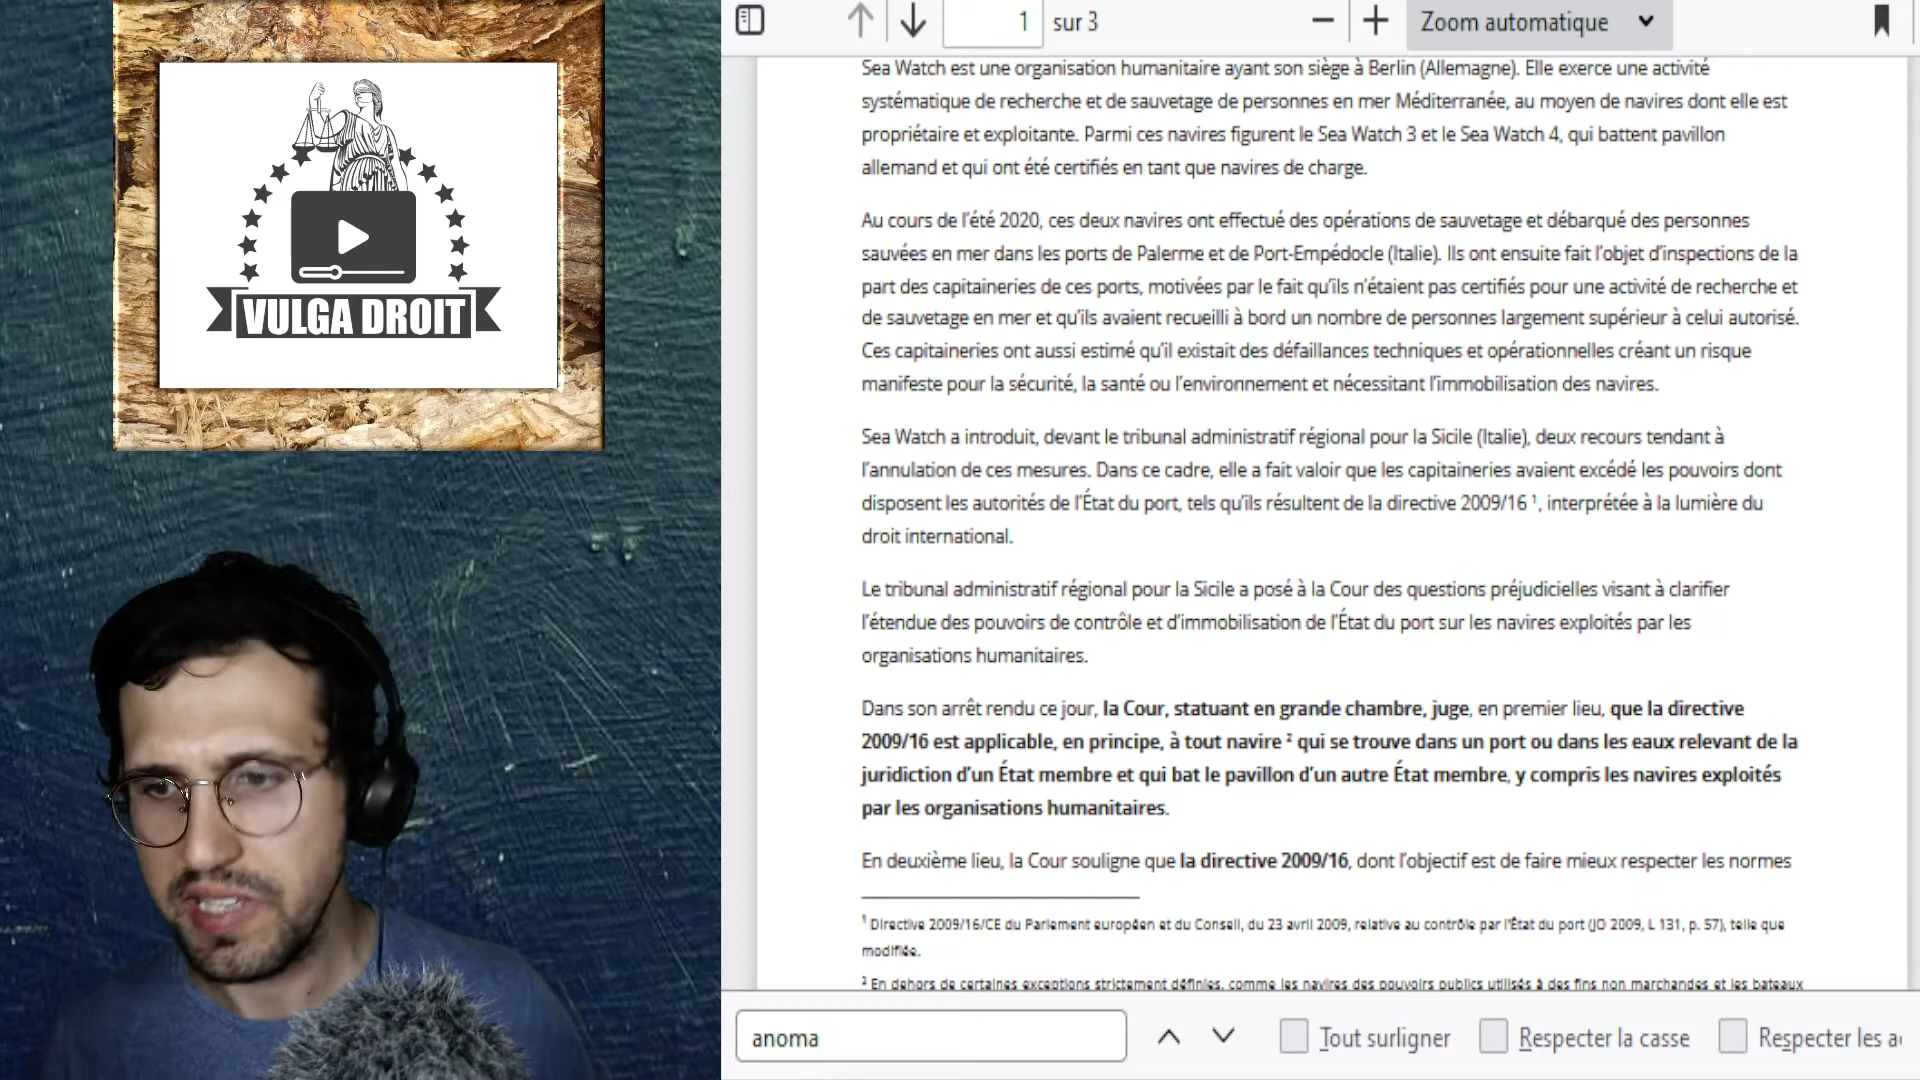 VULGA DROIT
1 sur 3
Zoom automatique
Sea Watch est une organisation humanitaire ayant son siège à Berlin (Allemagne). Elle exerce une activité
systématique de recherche et de sauvetage de personnes en mer Méditerranée, au moyen de navires dont elle est
propriétaire et exploitante. Parmi ces navires figurent le Sea Watch 3 et le Sea Watch 4, qui battent pavillon
allemand et qui ont été certifiés en tant que navires de charge.
Au cours de l’été 2020, ces deux navires ont effectué des opérations de sauvetage et débarqué des personnes
sauvées en mer dans les ports de Palerme et de Port-Empédocle (Italie). Ils ont ensuite fait l’objet d’inspections de la
part des capitaineries de ces ports, motivées par le fait qu’ils n’étaient pas certifiés pour une activité de recherche et
de sauvetage en mer et qu’ils avaient recueilli à bord un nombre de personnes largement supérieur à celui autorisé.
Ces capitaineries ont aussi estimé qu’il existait des défaillances techniques et opérationnelles créant un risque
manifeste pour la sécurité, la santé ou l’environnement et nécessitant l’immobilisation des navires.
Sea Watch a introduit, devant le tribunal administratif régional pour la Sicile (Italie), deux recours tendant à
l’annulation de ces mesures. Dans ce cadre, elle a fait valoir que les capitaineries avaient excédé les pouvoirs dont
disposent les autorités de l’État du port, tels qu’ils résultent de la directive 2009/16 ¹, interprétée à la lumière du
droit international.
Le tribunal administratif régional pour la Sicile a posé à la Cour des questions préjudicielles visant à clarifier
l’étendue des pouvoirs de contrôle et d’immobilisation de l’État du port sur les navires exploités par les
organisations humanitaires.
Dans son arrêt rendu ce jour, la Cour, statuant en grande chambre, juge, en premier lieu, que la directive
2009/16 est applicable, en principe, à tout navire ² qui se trouve dans un port ou dans les eaux relevant de la
juridiction d’un État membre et qui bat le pavillon d’un autre État membre, y compris les navires exploités
par les organisations humanitaires.
En deuxième lieu, la Cour souligne que la directive 2009/16, dont l’objectif est de faire mieux respecter les normes
¹ Directive 2009/16/CE du Parlement européen et du Conseil, du 23 avril 2009, relative au contrôle par l’État du port (JO 2009, L 131, p. 57), telle que
modifiée.
² En dehors de certaines exceptions strictement définies, comme les navires des pouvoirs publics utilisés à des fins non marchandes et les bateaux
anoma
Tout surligner
Respecter la casse
Respecter les a